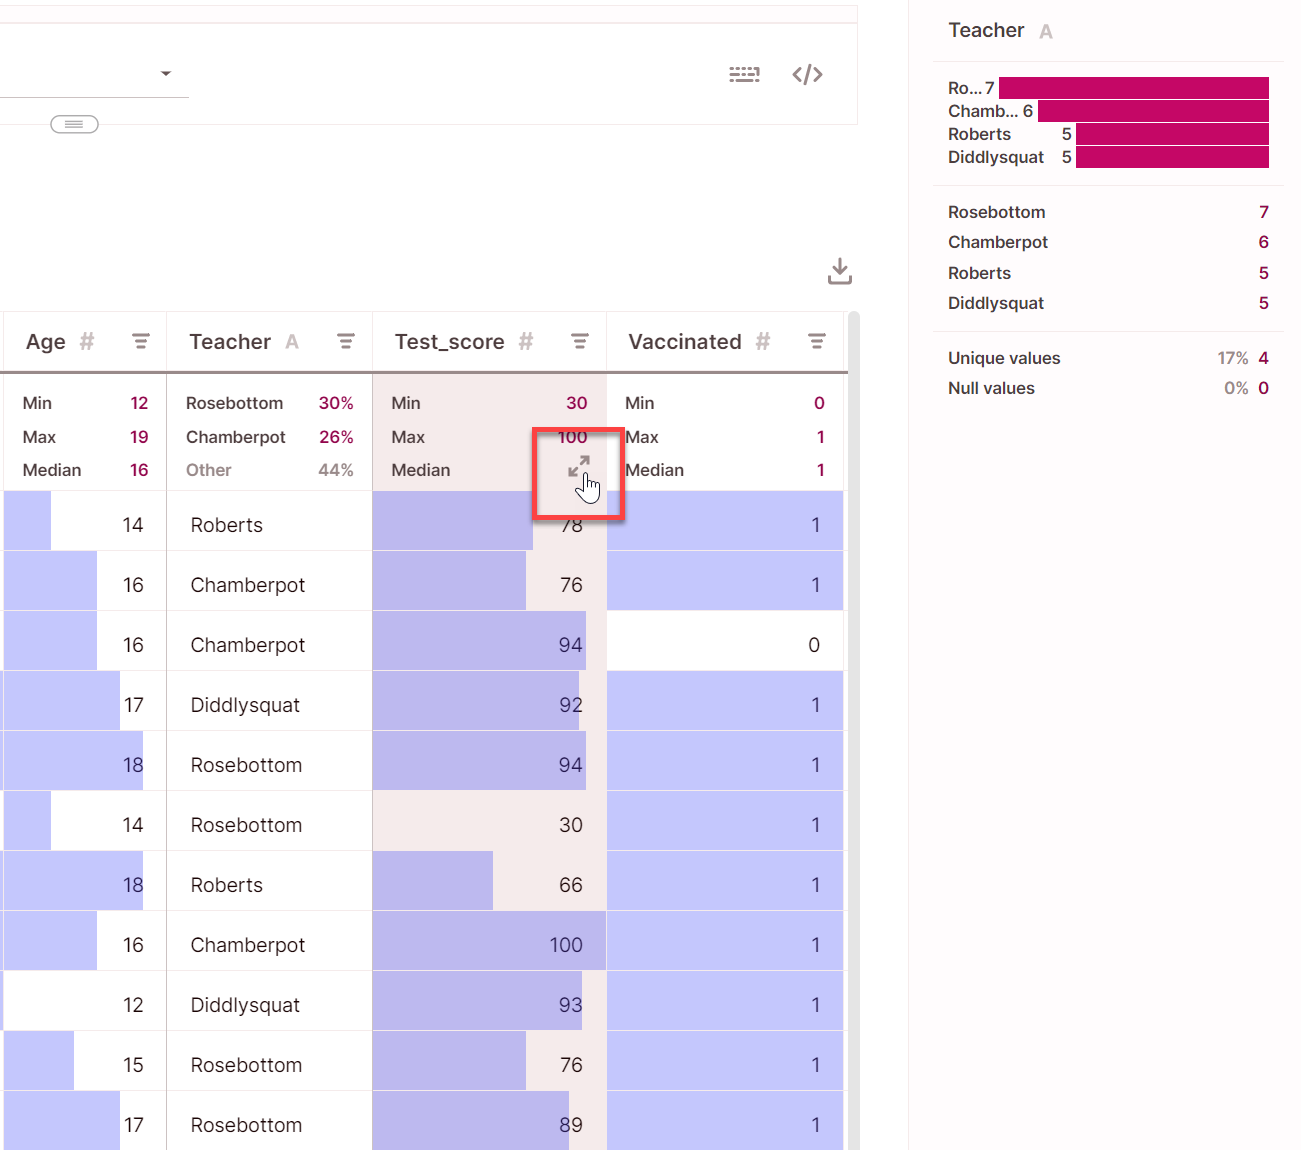 Teacher A
Ro... 7
Chamb... 6
Roberts 5
Diddlysquat 5
Rosebottom 7
Chamberpot 6
Roberts 5
Diddlysquat 5
Unique values 17% 4
Null values 0% 0
Age # Teacher A Test_score # Vaccinated #
Min 12 Rosebottom 30% Min 30 Min 0
Max 19 Chamberpot 26% Max 100 Max 1
Median 16 Other 44% Median Median 1
14 Roberts 78 1
16 Chamberpot 76 1
16 Chamberpot 94 0
17 Diddlysquat 92 1
18 Rosebottom 94 1
14 Rosebottom 30 1
18 Roberts 66 1
16 Chamberpot 100 1
12 Diddlysquat 93 1
15 Rosebottom 76 1
17 Rosebottom 89 1